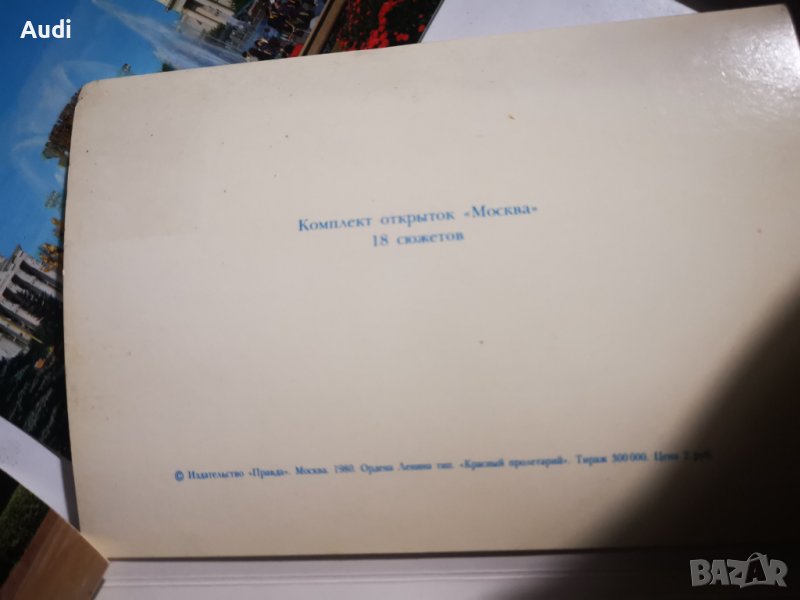 Audi
Комплект открыток «Москва»
18 сюжетов
© Издательство «Правда». Москва. 1980. Ордена Ленина тип. «Красный пролетарий». Тираж 300 000. Цена 2 руб.
BAZAR